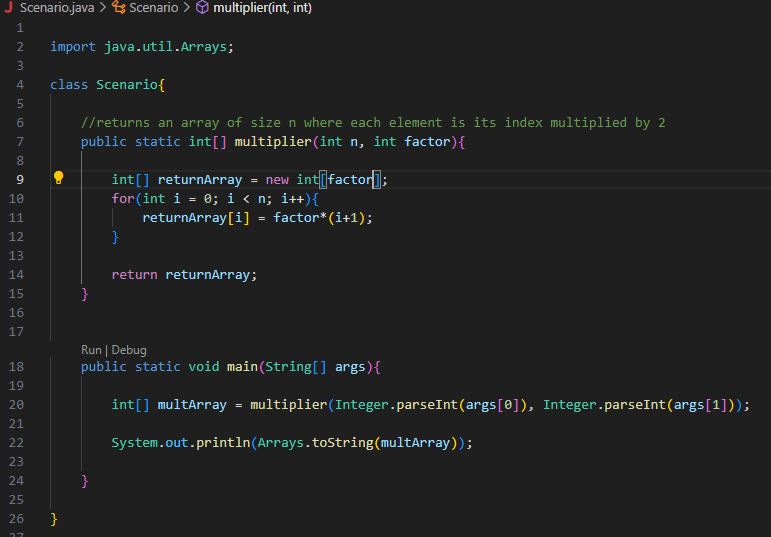 Scenario.java > Scenario > multiplier(int, int)
1
2 import java.util.Arrays;
3
4 class Scenario{
5
6 //returns an array of size n where each element is its index multiplied by 2
7 public static int[] multiplier(int n, int factor){
8
9 int[] returnArray = new int[factor];
10 for(int i = 0; i < n; i++){
11 returnArray[i] = factor*(i+1);
12 }
13
14 return returnArray;
15 }
16
17
Run | Debug
18 public static void main(String[] args){
19
20 int[] multArray = multiplier(Integer.parseInt(args[0]), Integer.parseInt(args[1]));
21
22 System.out.println(Arrays.toString(multArray));
23
24 }
25
26 }
27